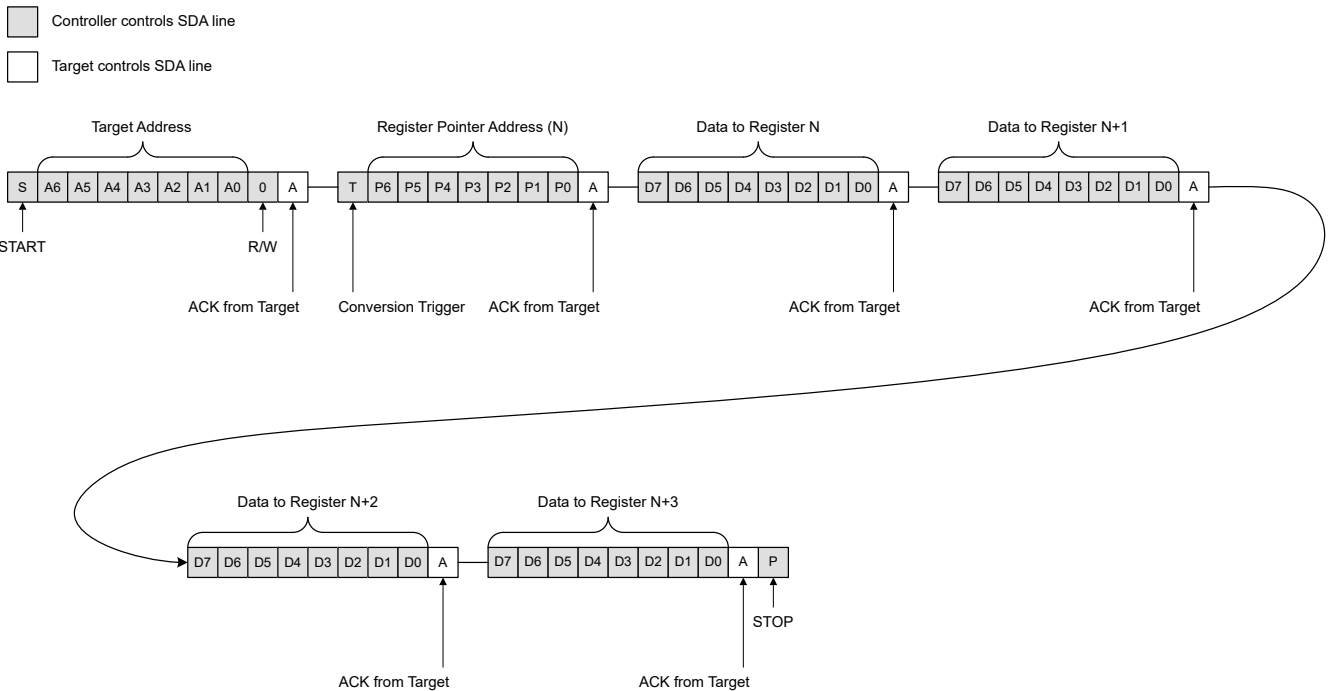 Controller controls SDA line
Target controls SDA line
Target Address
Register Pointer Address (N)
Data to Register N
Data to Register N+1
S A6 A5 A4 A3 A2 A1 A0 0 A T P6 P5 P4 P3 P2 P1 P0 A D7 D6 D5 D4 D3 D2 D1 D0 A D7 D6 D5 D4 D3 D2 D1 D0 A
START
R/W
ACK from Target
Conversion Trigger
ACK from Target
ACK from Target
ACK from Target
Data to Register N+2
Data to Register N+3
D7 D6 D5 D4 D3 D2 D1 D0 A D7 D6 D5 D4 D3 D2 D1 D0 A P
STOP
ACK from Target
ACK from Target